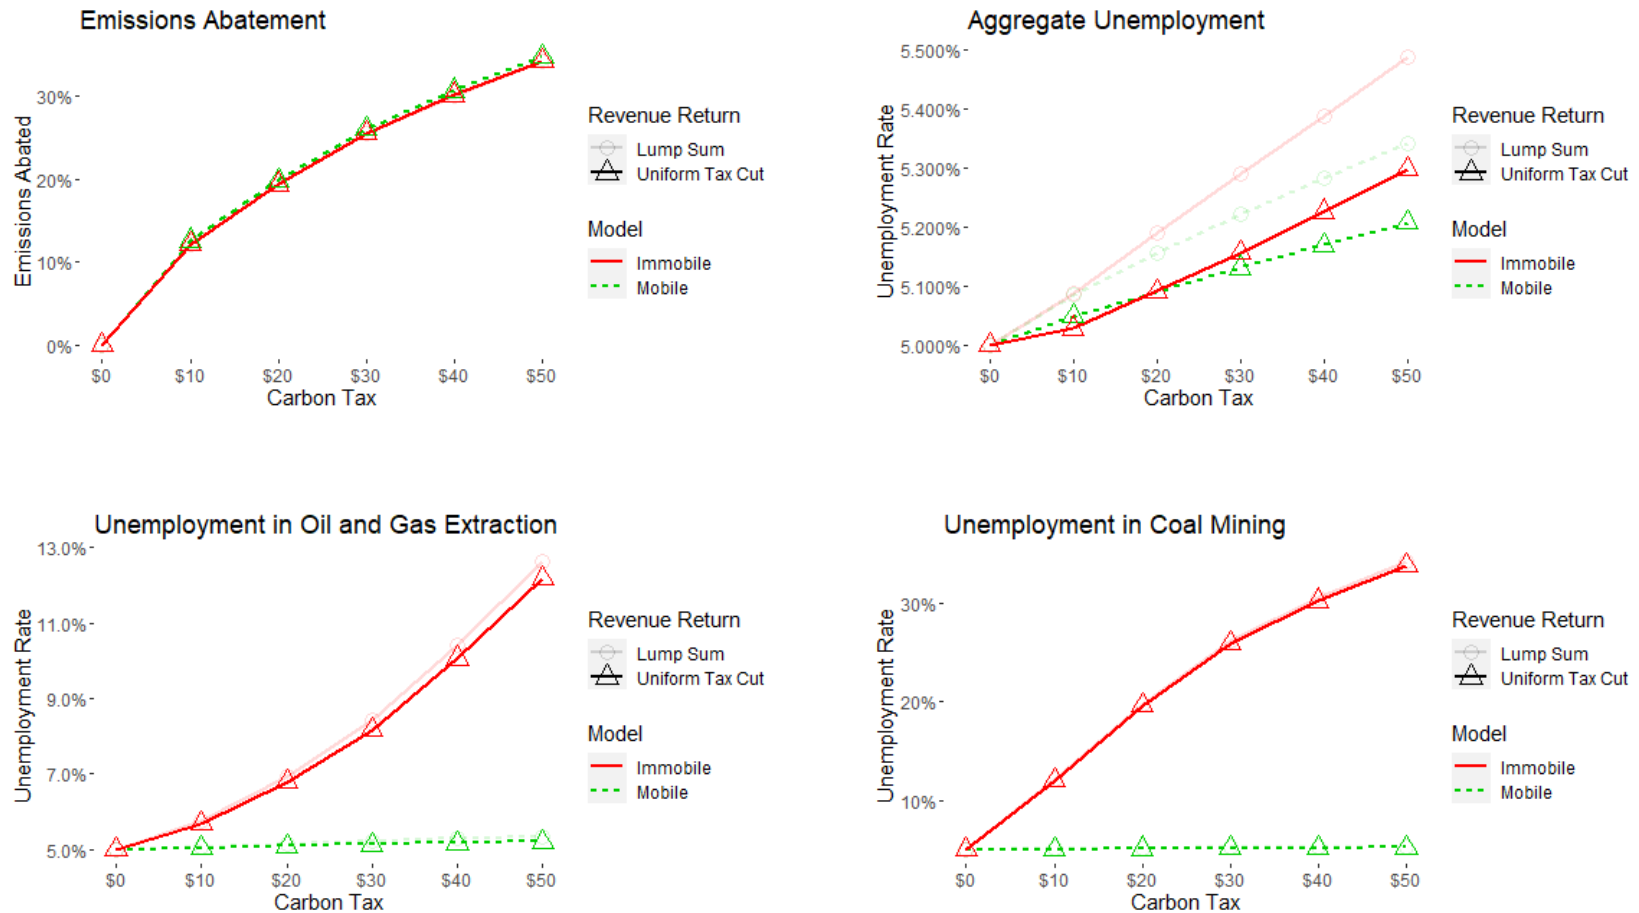 Emissions Abatement
Emissions Abated
30%
20%
10%
0%
$0 $10 $20 $30 $40 $50
Carbon Tax
Revenue Return
Lump Sum
Uniform Tax Cut
Model
Immobile
Mobile
Aggregate Unemployment
Unemployment Rate
5.500%
5.400%
5.300%
5.200%
5.100%
5.000%
$0 $10 $20 $30 $40 $50
Carbon Tax
Revenue Return
Lump Sum
Uniform Tax Cut
Model
Immobile
Mobile
Unemployment in Oil and Gas Extraction
Unemployment Rate
13.0%
11.0%
9.0%
7.0%
5.0%
$0 $10 $20 $30 $40 $50
Carbon Tax
Revenue Return
Lump Sum
Uniform Tax Cut
Model
Immobile
Mobile
Unemployment in Coal Mining
Unemployment Rate
30%
20%
10%
$0 $10 $20 $30 $40 $50
Carbon Tax
Revenue Return
Lump Sum
Uniform Tax Cut
Model
Immobile
Mobile